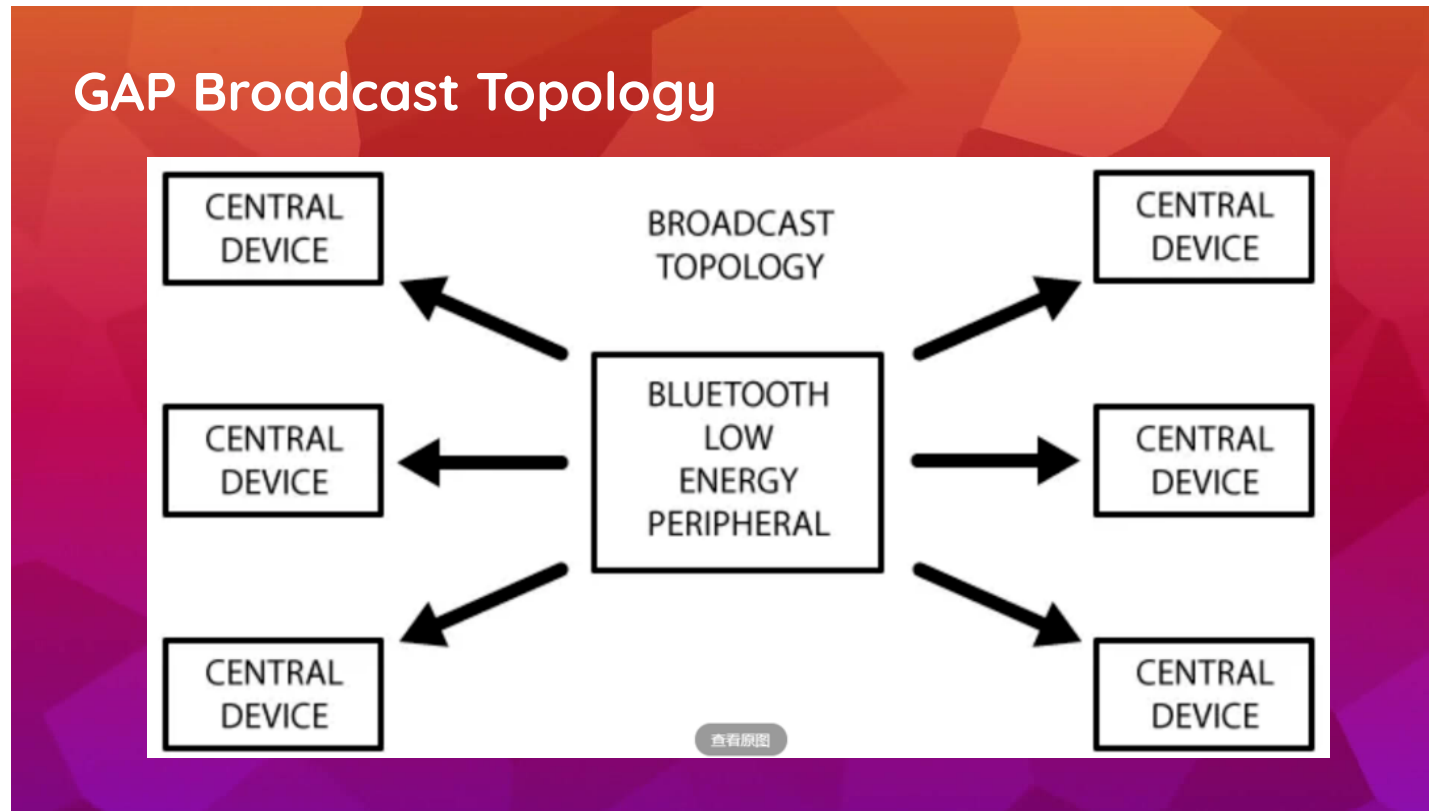 GAP Broadcast Topology
CENTRAL
DEVICE
BROADCAST
TOPOLOGY
CENTRAL
DEVICE
CENTRAL
DEVICE
BLUETOOTH
LOW
ENERGY
PERIPHERAL
CENTRAL
DEVICE
CENTRAL
DEVICE
查看原图
CENTRAL
DEVICE